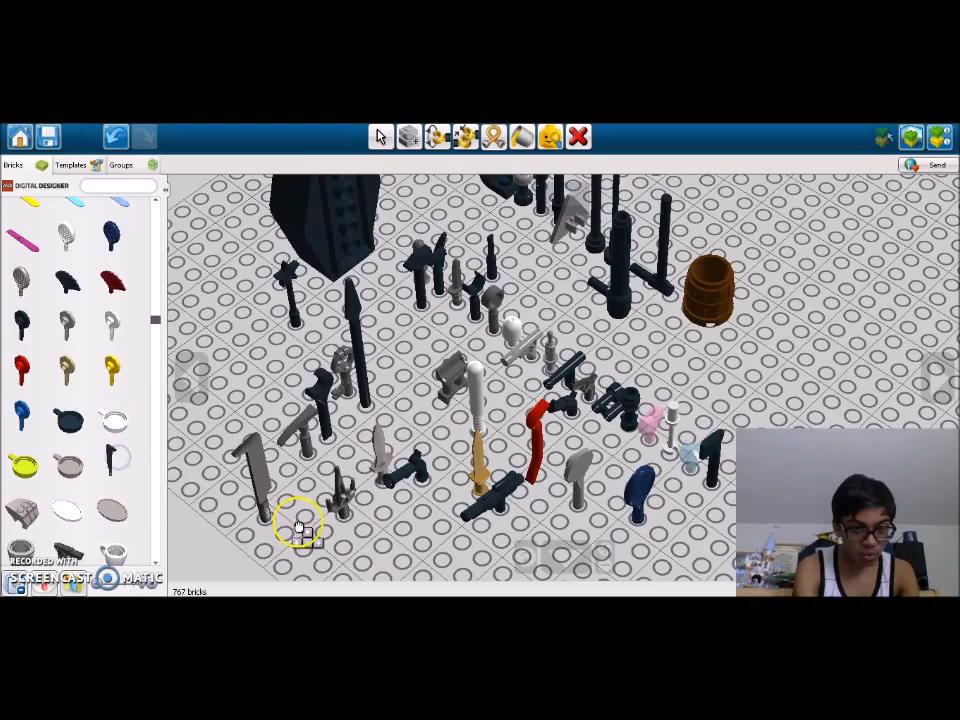 Bricks Templates Groups
Send
LEGO DIGITAL DESIGNER
RECORDED WITH
SCREENCAST MATIC
767 bricks